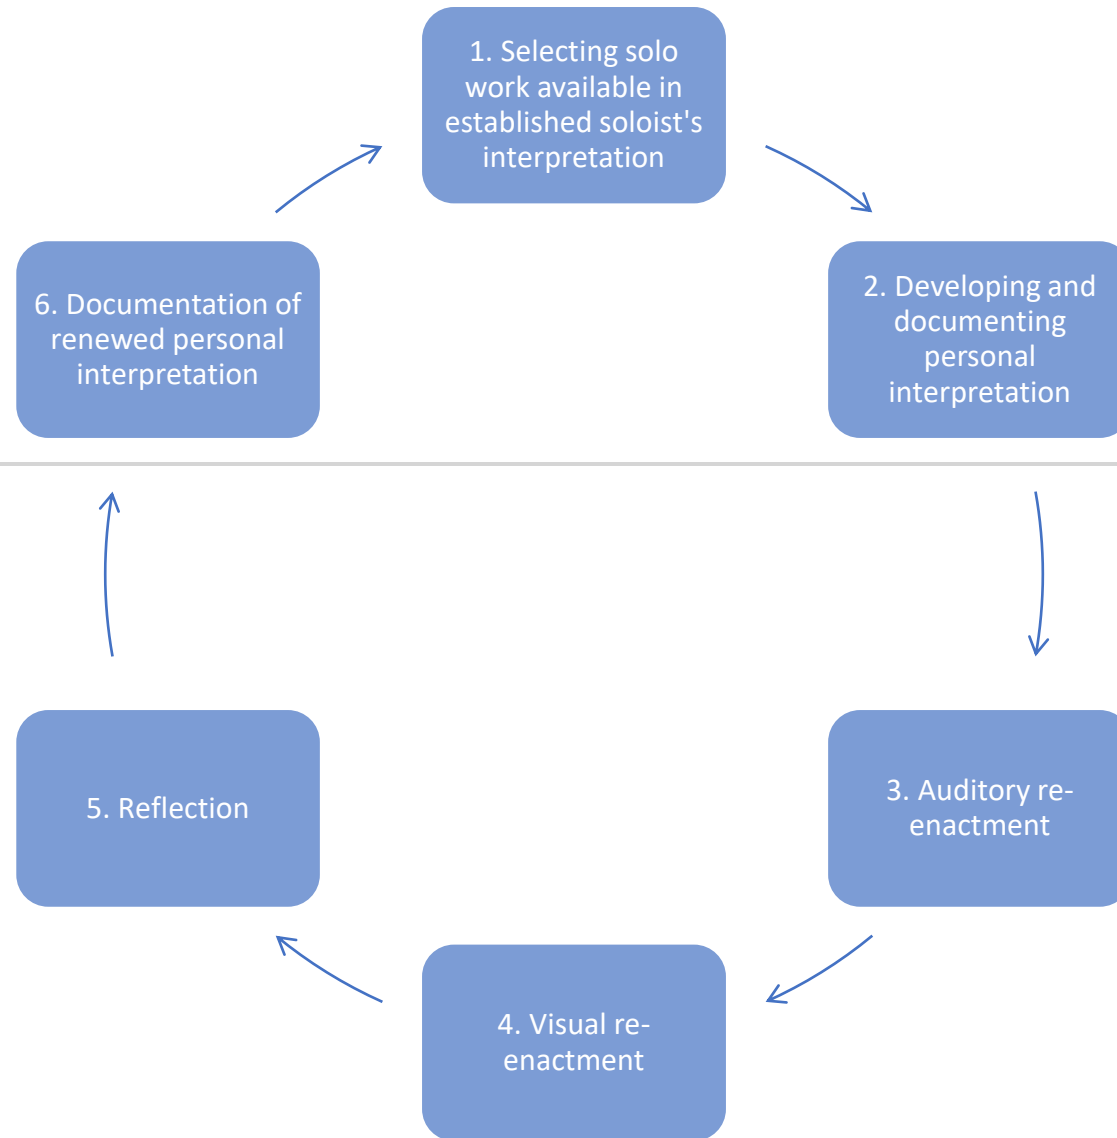 1. Selecting solo
work available in
established soloist's
interpretation
2. Developing and
documenting
personal
interpretation
3. Auditory re-
enactment
4. Visual re-
enactment
5. Reflection
6. Documentation of
renewed personal
interpretation